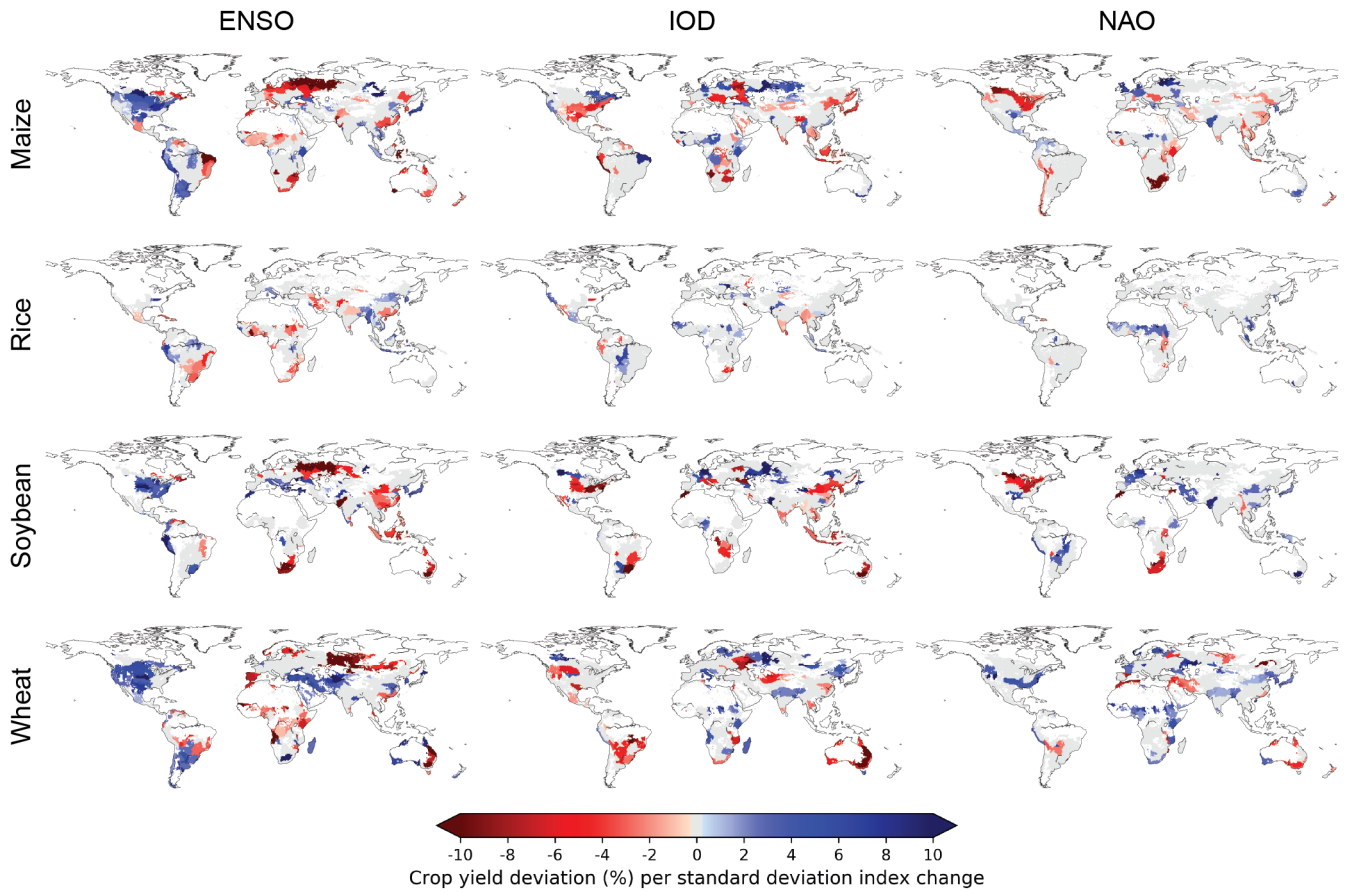 ENSO IOD NAO
Maize
Rice
Soybean
Wheat
-10 -8 -6 -4 -2 0 2 4 6 8 10
Crop yield deviation (%) per standard deviation index change